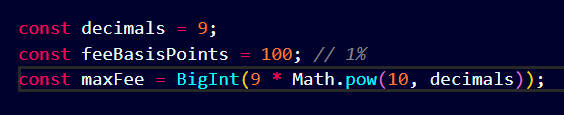 const decimals = 9;
const feeBasisPoints = 100; // 1%
const maxFee = BigInt(9 * Math.pow(10, decimals));